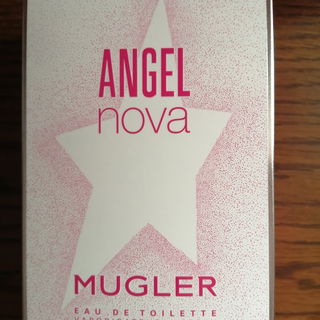 ANGEL
nova
MUGLER
EAU DE TOILETTE